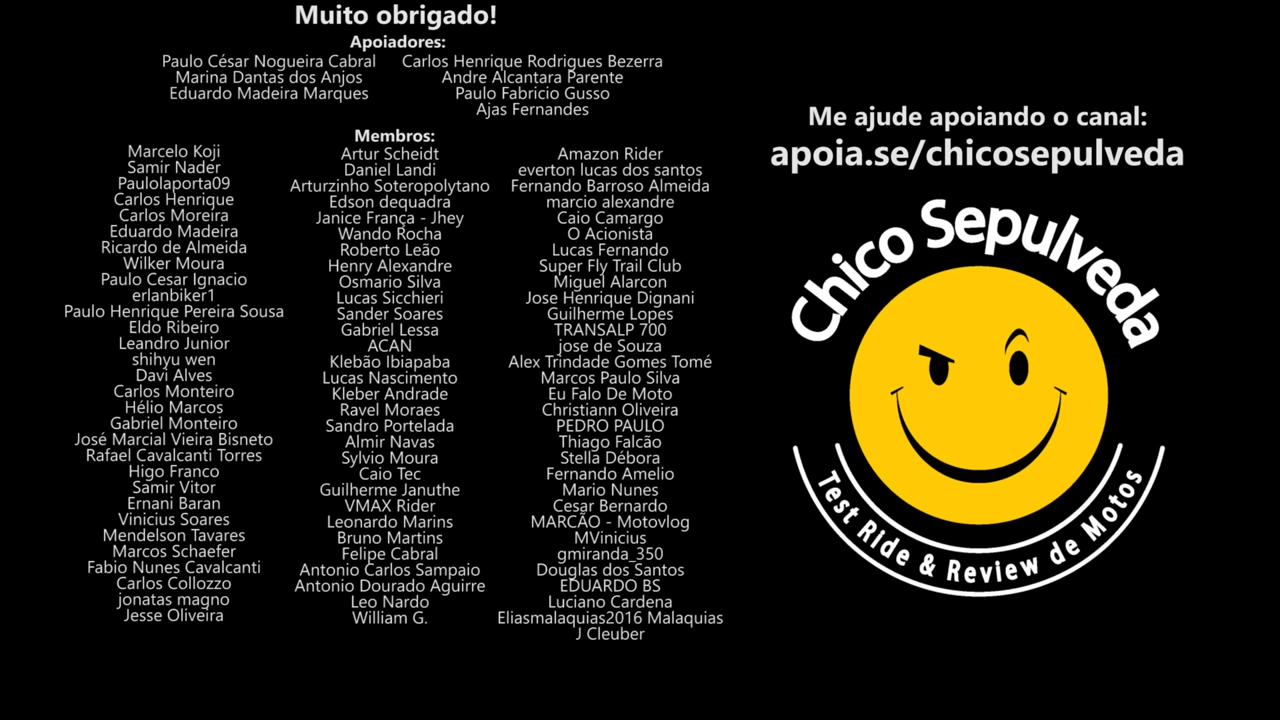 Muito obrigado!
Apoiadores:
Paulo César Nogueira Cabral
Marina Dantas dos Anjos
Eduardo Madeira Marques
Carlos Henrique Rodrigues Bezerra
Andre Alcantara Parente
Paulo Fabricio Gusso
Ajas Fernandes
Membros:
Marcelo Koji
Samir Nader
Paulolaporta09
Carlos Henrique
Carlos Moreira
Eduardo Madeira
Ricardo de Almeida
Wilker Moura
Paulo Cesar Ignacio
erlanbiker1
Paulo Henrique Pereira Sousa
Eldo Ribeiro
Leandro Junior
shihyu wen
Davi Alves
Carlos Monteiro
Hélio Marcos
Gabriel Monteiro
José Marcial Vieira Bisneto
Rafael Cavalcanti Torres
Higo Franco
Samir Vitor
Ernani Baran
Vinicius Soares
Mendelson Tavares
Marcos Schaefer
Fabio Nunes Cavalcanti
Carlos Collozzo
jonatas magno
Jesse Oliveira
Artur Scheidt
Daniel Landi
Arturzinho Soteropolytano
Edson dequadra
Janice França - Jhey
Wando Rocha
Roberto Leão
Henry Alexandre
Osmario Silva
Lucas Sicchieri
Sander Soares
Gabriel Lessa
ACAN
Klebão Ibiapaba
Lucas Nascimento
Kleber Andrade
Ravel Moraes
Sandro Portelada
Almir Navas
Sylvio Moura
Caio Tec
Guilherme Januthe
VMAX Rider
Leonardo Marins
Bruno Martins
Felipe Cabral
Antonio Carlos Sampaio
Antonio Dourado Aguirre
Leo Nardo
William G.
Amazon Rider
everton lucas dos santos
Fernando Barroso Almeida
marcio alexandre
Caio Camargo
O Acionista
Lucas Fernando
Super Fly Trail Club
Miguel Alarcon
Jose Henrique Dignani
Guilherme Lopes
TRANSALP 700
jose de Souza
Alex Trindade Gomes Tomé
Marcos Paulo Silva
Eu Falo De Moto
Christiann Oliveira
PEDRO PAULO
Thiago Falcão
Stella Débora
Fernando Amelio
Mario Nunes
Cesar Bernardo
MARCÃO - Motovlog
MVinicius
gmiranda_350
Douglas dos Santos
EDUARDO BS
Luciano Cardena
Eliasmalaquias2016 Malaquias
J Cleuber
Me ajude apoiando o canal:
apoia.se/chicosepulveda
Chico Sepulveda
Test Ride & Review de Motos